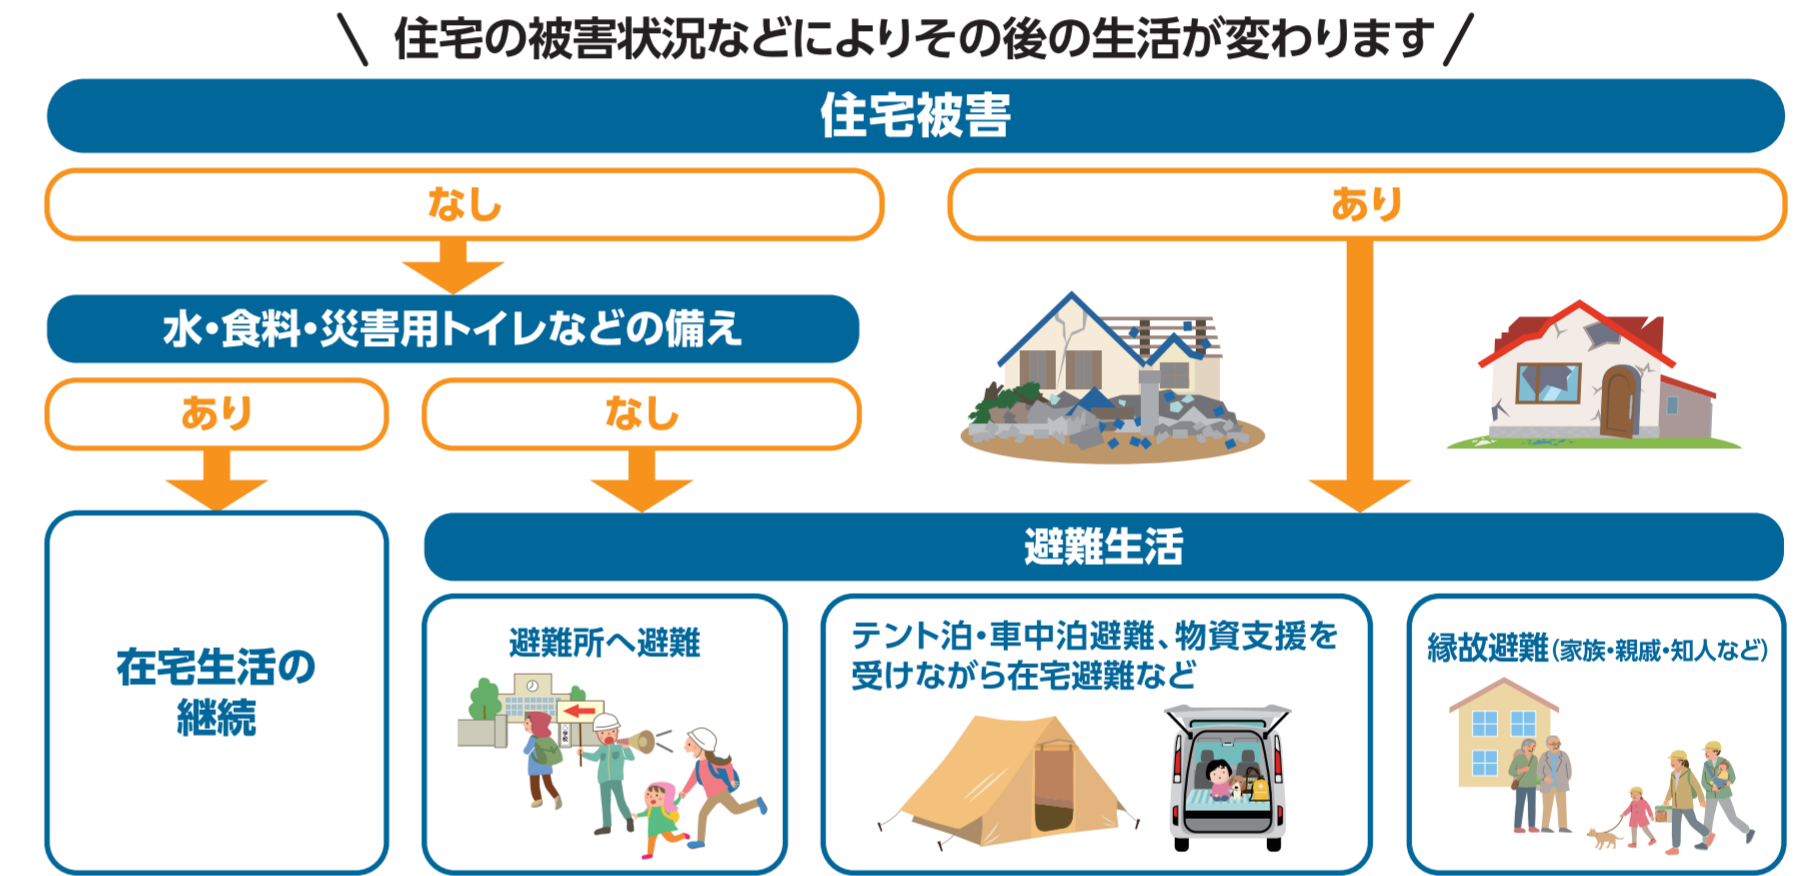 住宅の被害状況などによりその後の生活が変わります
住宅被害
なし
あり
水・食料・災害用トイレなどの備え
あり
なし
避難生活
在宅生活の
継続
避難所へ避難
テント泊・車中泊避難、物資支援を
受けながら在宅避難など
縁故避難(家族・親戚・知人など)